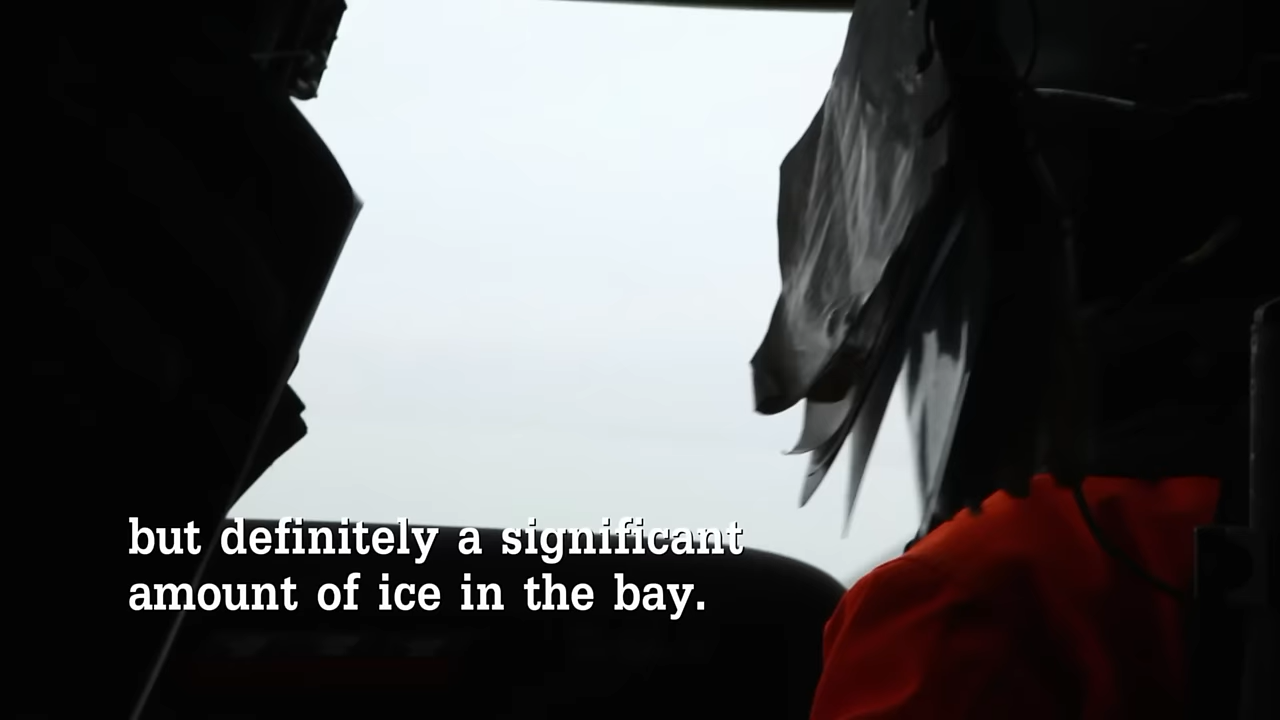 but definitely a significant
amount of ice in the bay.